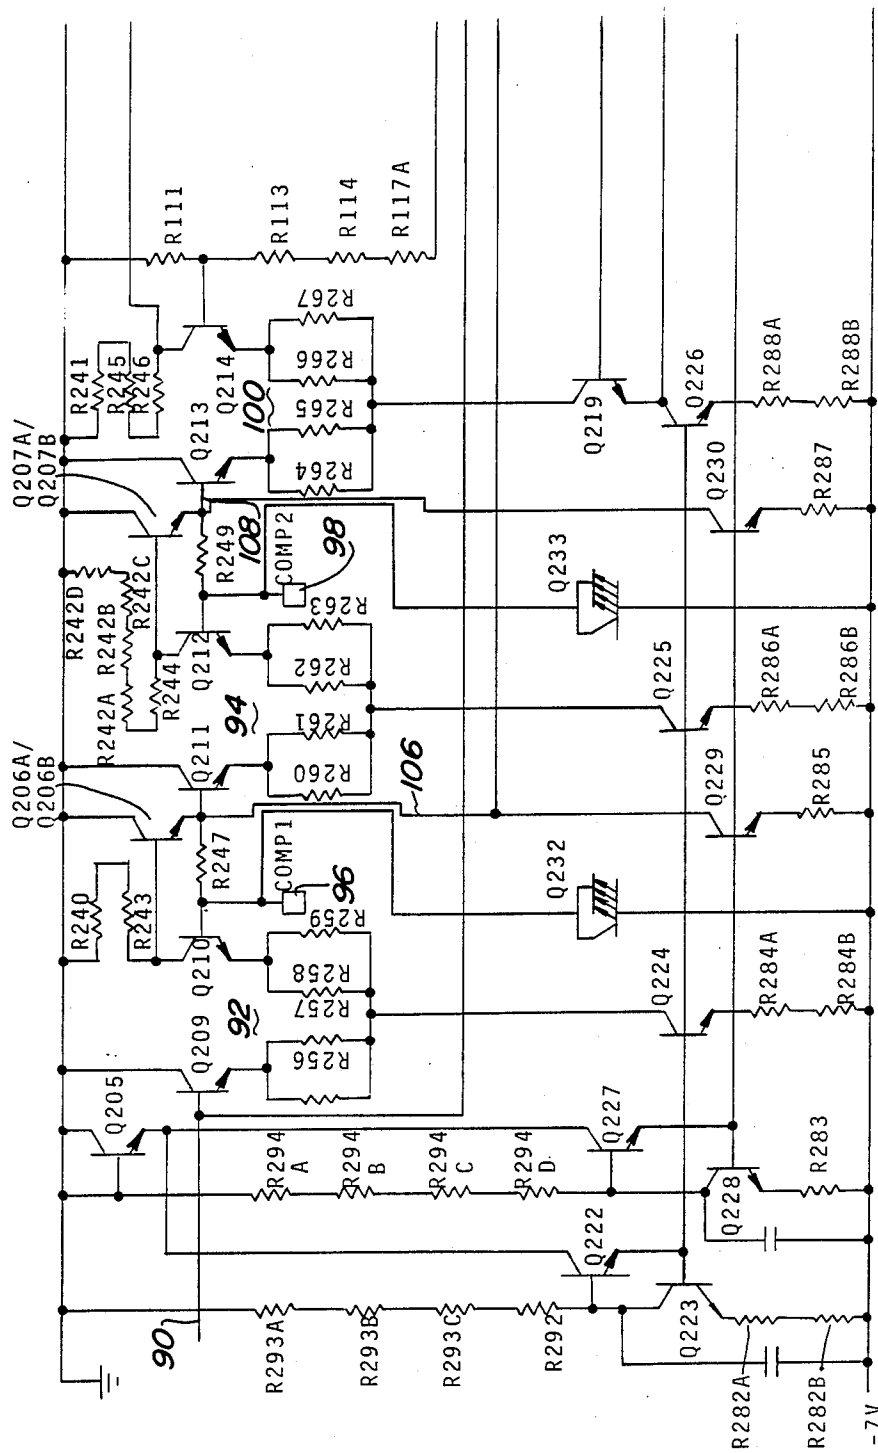 Q207A/
Q207B
Q206A/
Q206B
R111
R113
R114
R117A
R241
R245
R246
Q214
R267
R266
100
R265
R264
Q213
R242D
R242B
R242C
R242A
R244
Q212
R249
108
COMP2
98
R263
R262
94
R261
R260
Q211
106
R240
R243
Q210
R247
COMP1
96
R259
R258
R257
92
R256
Q209
Q205
R294
A
R294
B
R294
C
R294
D
Q227
Q228
R283
Q222
Q223
90
R293A
R293B
R293C
R292
R282A
R282B
-7V
Q219
Q226
R288A
R288B
Q230
R287
Q233
Q225
R286A
R286B
Q229
R285
Q232
Q224
R284A
R284B